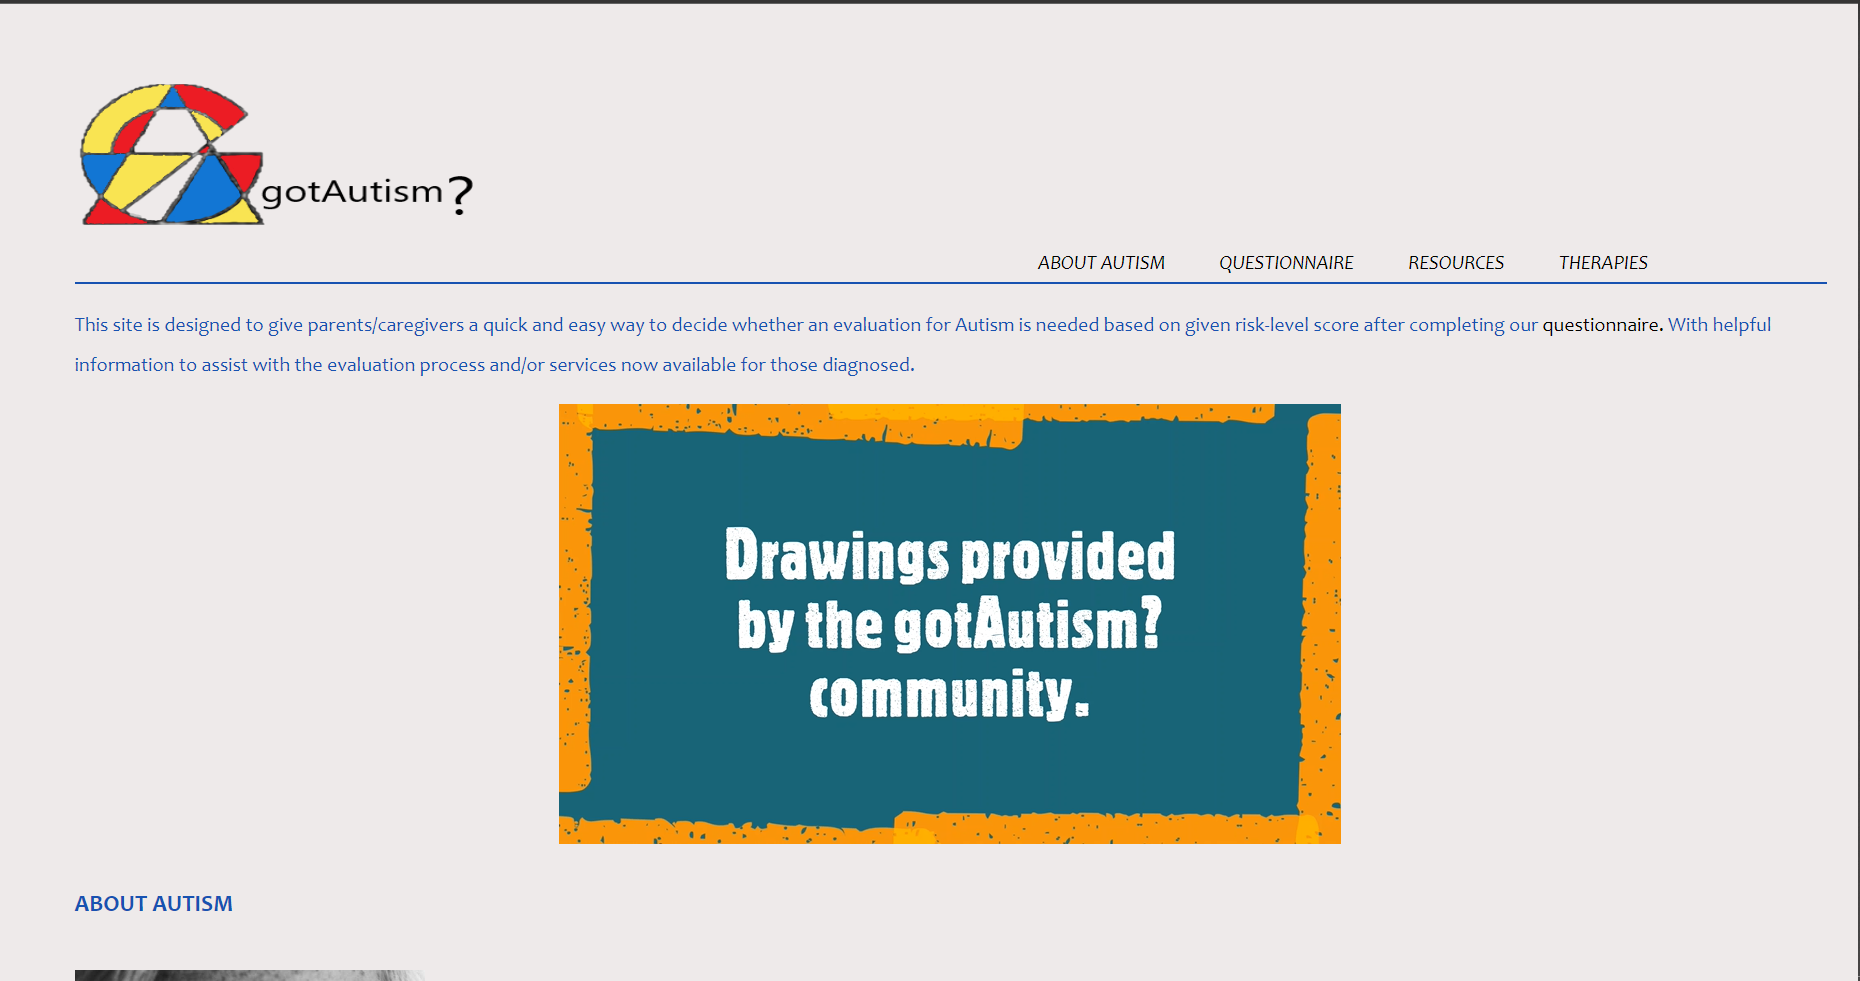 gotAutism?
ABOUT AUTISM QUESTIONNAIRE RESOURCES THERAPIES
This site is designed to give parents/caregivers a quick and easy way to decide whether an evaluation for Autism is needed based on given risk-level score after completing our questionnaire. With helpful
information to assist with the evaluation process and/or services now available for those diagnosed.
Drawings provided
by the gotAutism?
community.
ABOUT AUTISM